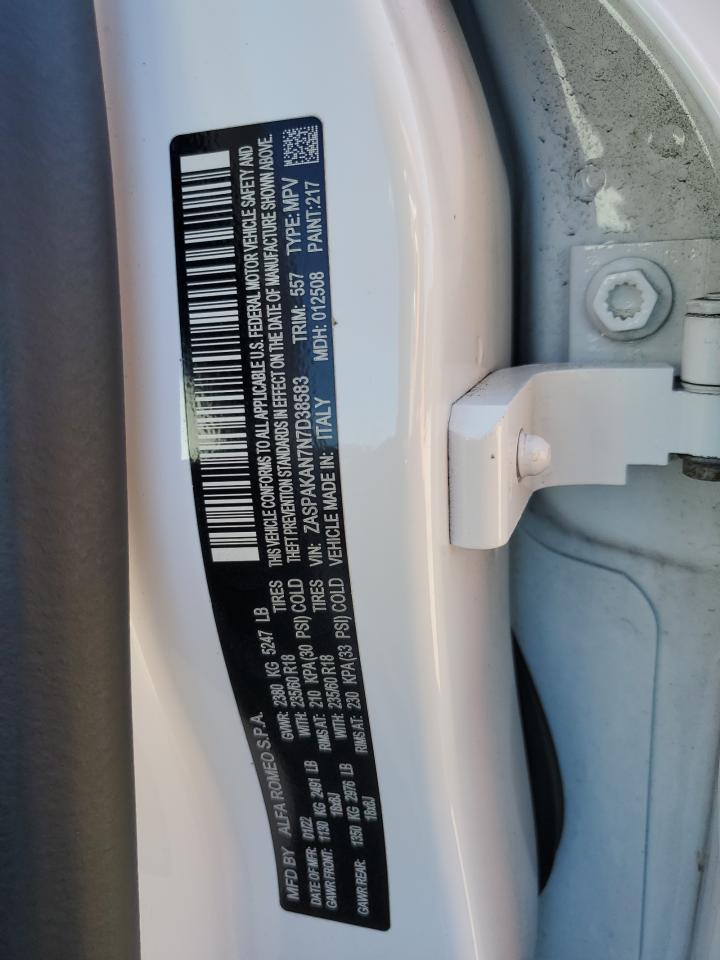 MFD BY ALFA ROMEO S.P.A.
DATE OF MFR: 01/22 GVWR: 2380 KG 5247 LB
GAWR FRONT: 1130 KG 2491 LB WITH: 235/60 R18 TIRES
18x8J RIMS AT: 210 KPA(30 PSI) COLD
GAWR REAR: 1350 KG 2976 LB WITH: 235/60 R18 TIRES
18x8J RIMS AT: 230 KPA(33 PSI) COLD
THIS VEHICLE CONFORMS TO ALL APPLICABLE U.S. FEDERAL MOTOR VEHICLE SAFETY AND
THEFT PREVENTION STANDARDS IN EFFECT ON THE DATE OF MANUFACTURE SHOWN ABOVE.
VIN: ZASPAKAN7N7D38583 TRIM: 557 TYPE: MPV
VEHICLE MADE IN: ITALY MDH: 012508 PAINT: 217